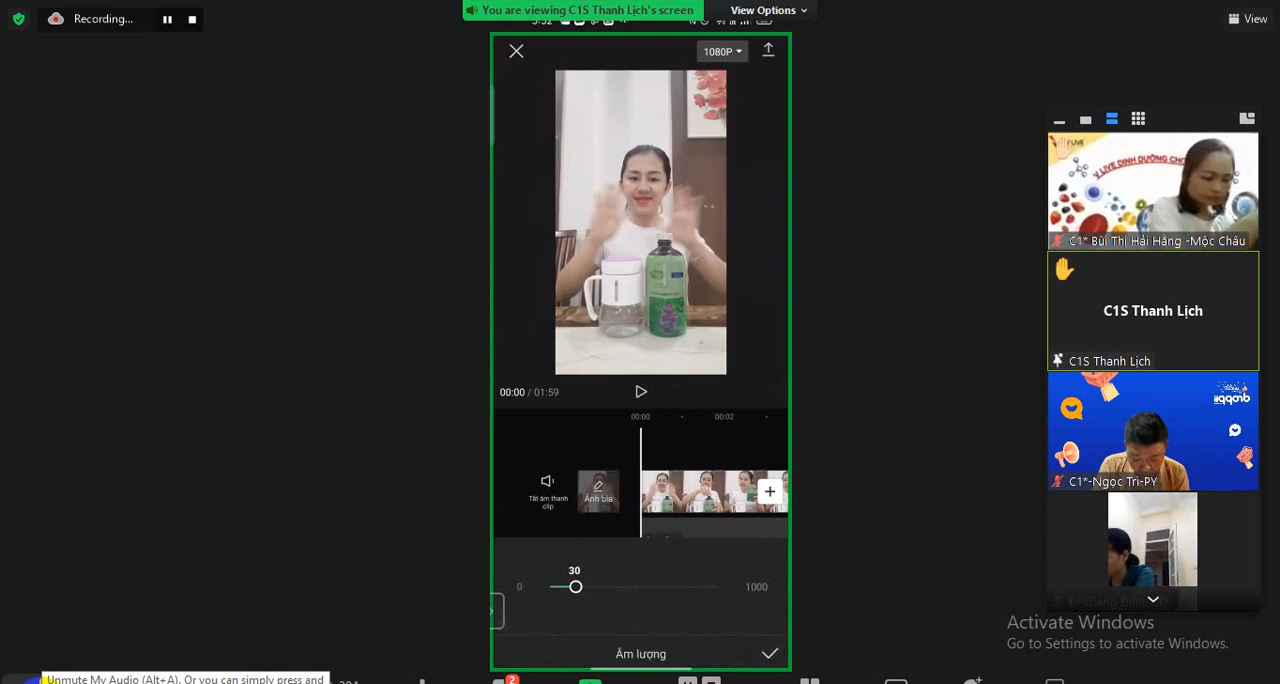 Recording...
You are viewing C1S Thanh Lịch's screen
View Options
View
1080P
00:00 / 01:59
00:00
00:02
Tắt âm thanh
clip
Ảnh bìa
30
0
1000
Âm lượng
C1* Bùi Thị Hải Hằng -Mộc Châu
C1S Thanh Lịch
C1S Thanh Lịch
C1*-Ngọc Trì-PY
Activate Windows
Go to Settings to activate Windows.
Unmute My Audio (Alt+A). Or you can simply press and
2